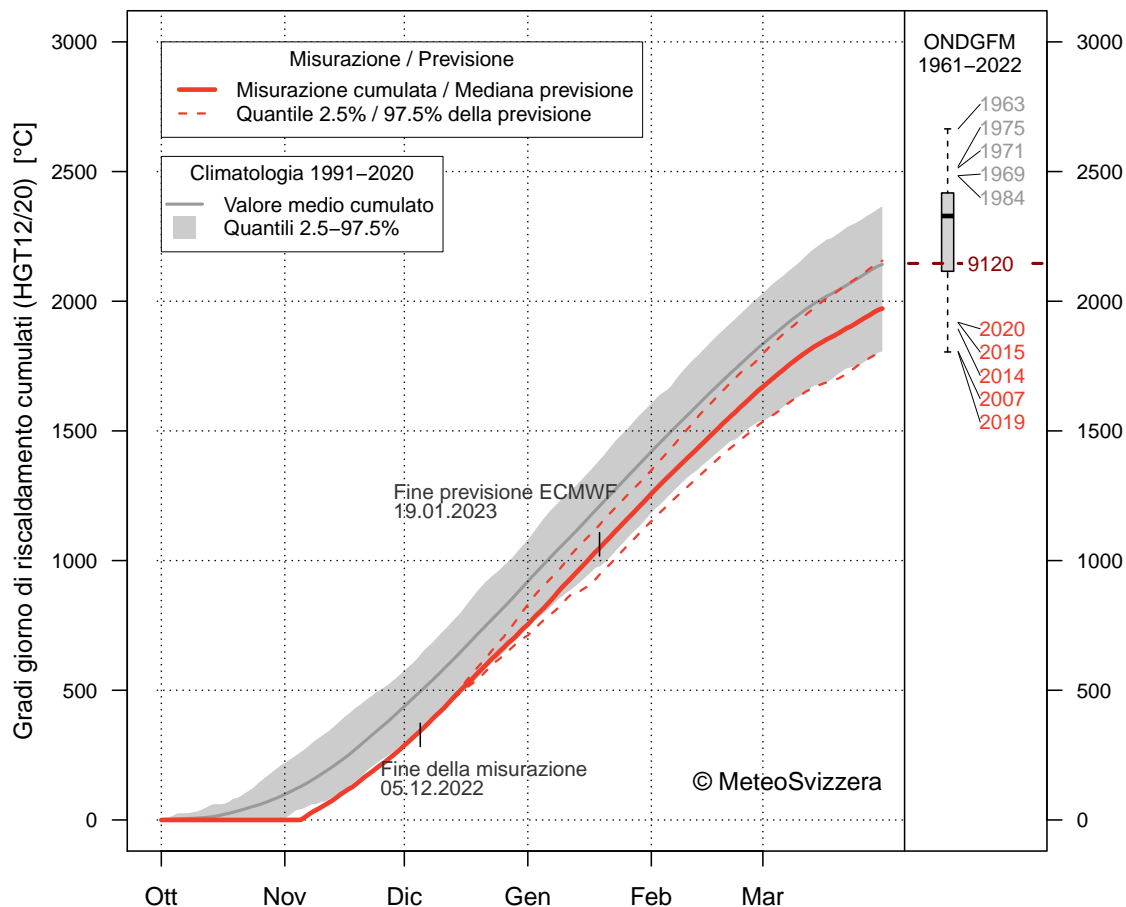 Gradi giorno di riscaldamento cumulati (HGT12/20) [°C]
3000
2500
2000
1500
1000
500
0
Misurazione / Previsione
Misurazione cumulata / Mediana previsione
Quantile 2.5% / 97.5% della previsione
Climatologia 1991−2020
Valore medio cumulato
Quantili 2.5−97.5%
Fine previsione ECMWF
19.01.2023
Fine della misurazione
05.12.2022
© MeteoSvizzera
Ott Nov Dic Gen Feb Mar
ONDGFM
1961−2022
1963
1975
1971
1969
1984
9120
2020
2015
2014
2007
2019
3000
2500
2000
1500
1000
500
0